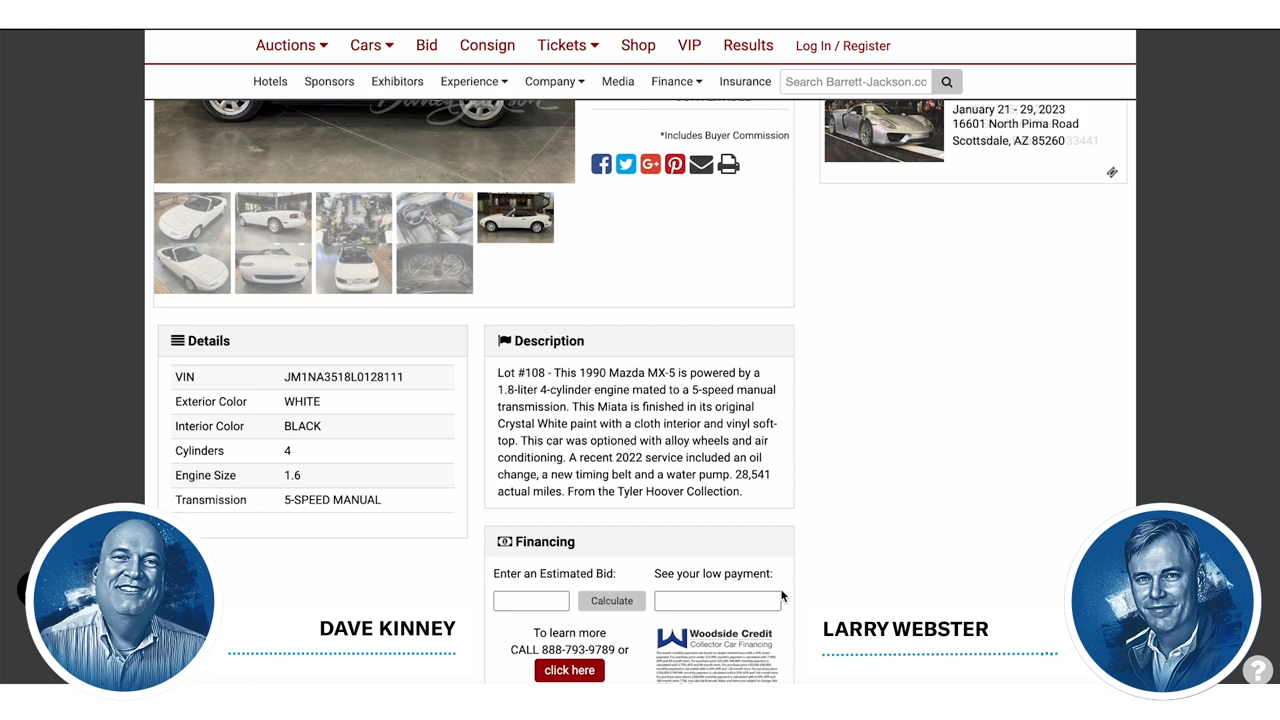 Auctions Cars Bid Consign Tickets Shop VIP Results Log In / Register
Hotels Sponsors Exhibitors Experience Company Media Finance Insurance Search Barrett-Jackson.cc
*Includes Buyer Commission
January 21 - 29, 2023
16601 North Pima Road
Scottsdale, AZ 85260
Details
VIN JM1NA3518L0128111
Exterior Color WHITE
Interior Color BLACK
Cylinders 4
Engine Size 1.6
Transmission 5-SPEED MANUAL
Description
Lot #108 - This 1990 Mazda MX-5 is powered by a
1.8-liter 4-cylinder engine mated to a 5-speed manual
transmission. This Miata is finished in its original
Crystal White paint with a cloth interior and vinyl soft-
top. This car was optioned with alloy wheels and air
conditioning. A recent 2022 service included an oil
change, a new timing belt and a water pump. 28,541
actual miles. From the Tyler Hoover Collection.
Financing
Enter an Estimated Bid: See your low payment:
Calculate
To learn more
CALL 888-793-9789 or
click here
Woodside Credit
Collector Car Financing
DAVE KINNEY
LARRY WEBSTER
?